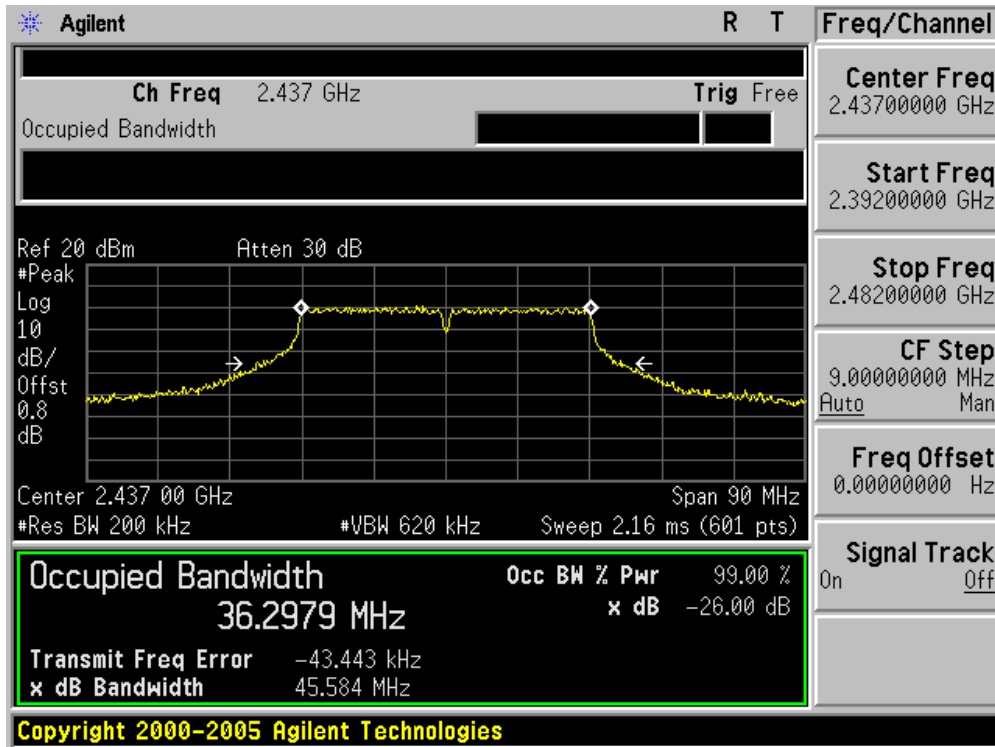 Agilent R T
Freq/Channel
Ch Freq 2.437 GHz Trig Free
Occupied Bandwidth
Center Freq
2.43700000 GHz
Start Freq
2.39200000 GHz
Stop Freq
2.48200000 GHz
CF Step
9.00000000 MHz
Auto Man
Freq Offset
0.00000000 Hz
Signal Track
On Off
Ref 20 dBm Atten 30 dB
#Peak
Log
10
dB/
Offst
0.8
dB
Center 2.437 00 GHz Span 90 MHz
#Res BW 200 kHz #VBW 620 kHz Sweep 2.16 ms (601 pts)
Occupied Bandwidth Occ BW % Pwr 99.00 %
36.2979 MHz x dB -26.00 dB
Transmit Freq Error -43.443 kHz
x dB Bandwidth 45.584 MHz
Copyright 2000-2005 Agilent Technologies